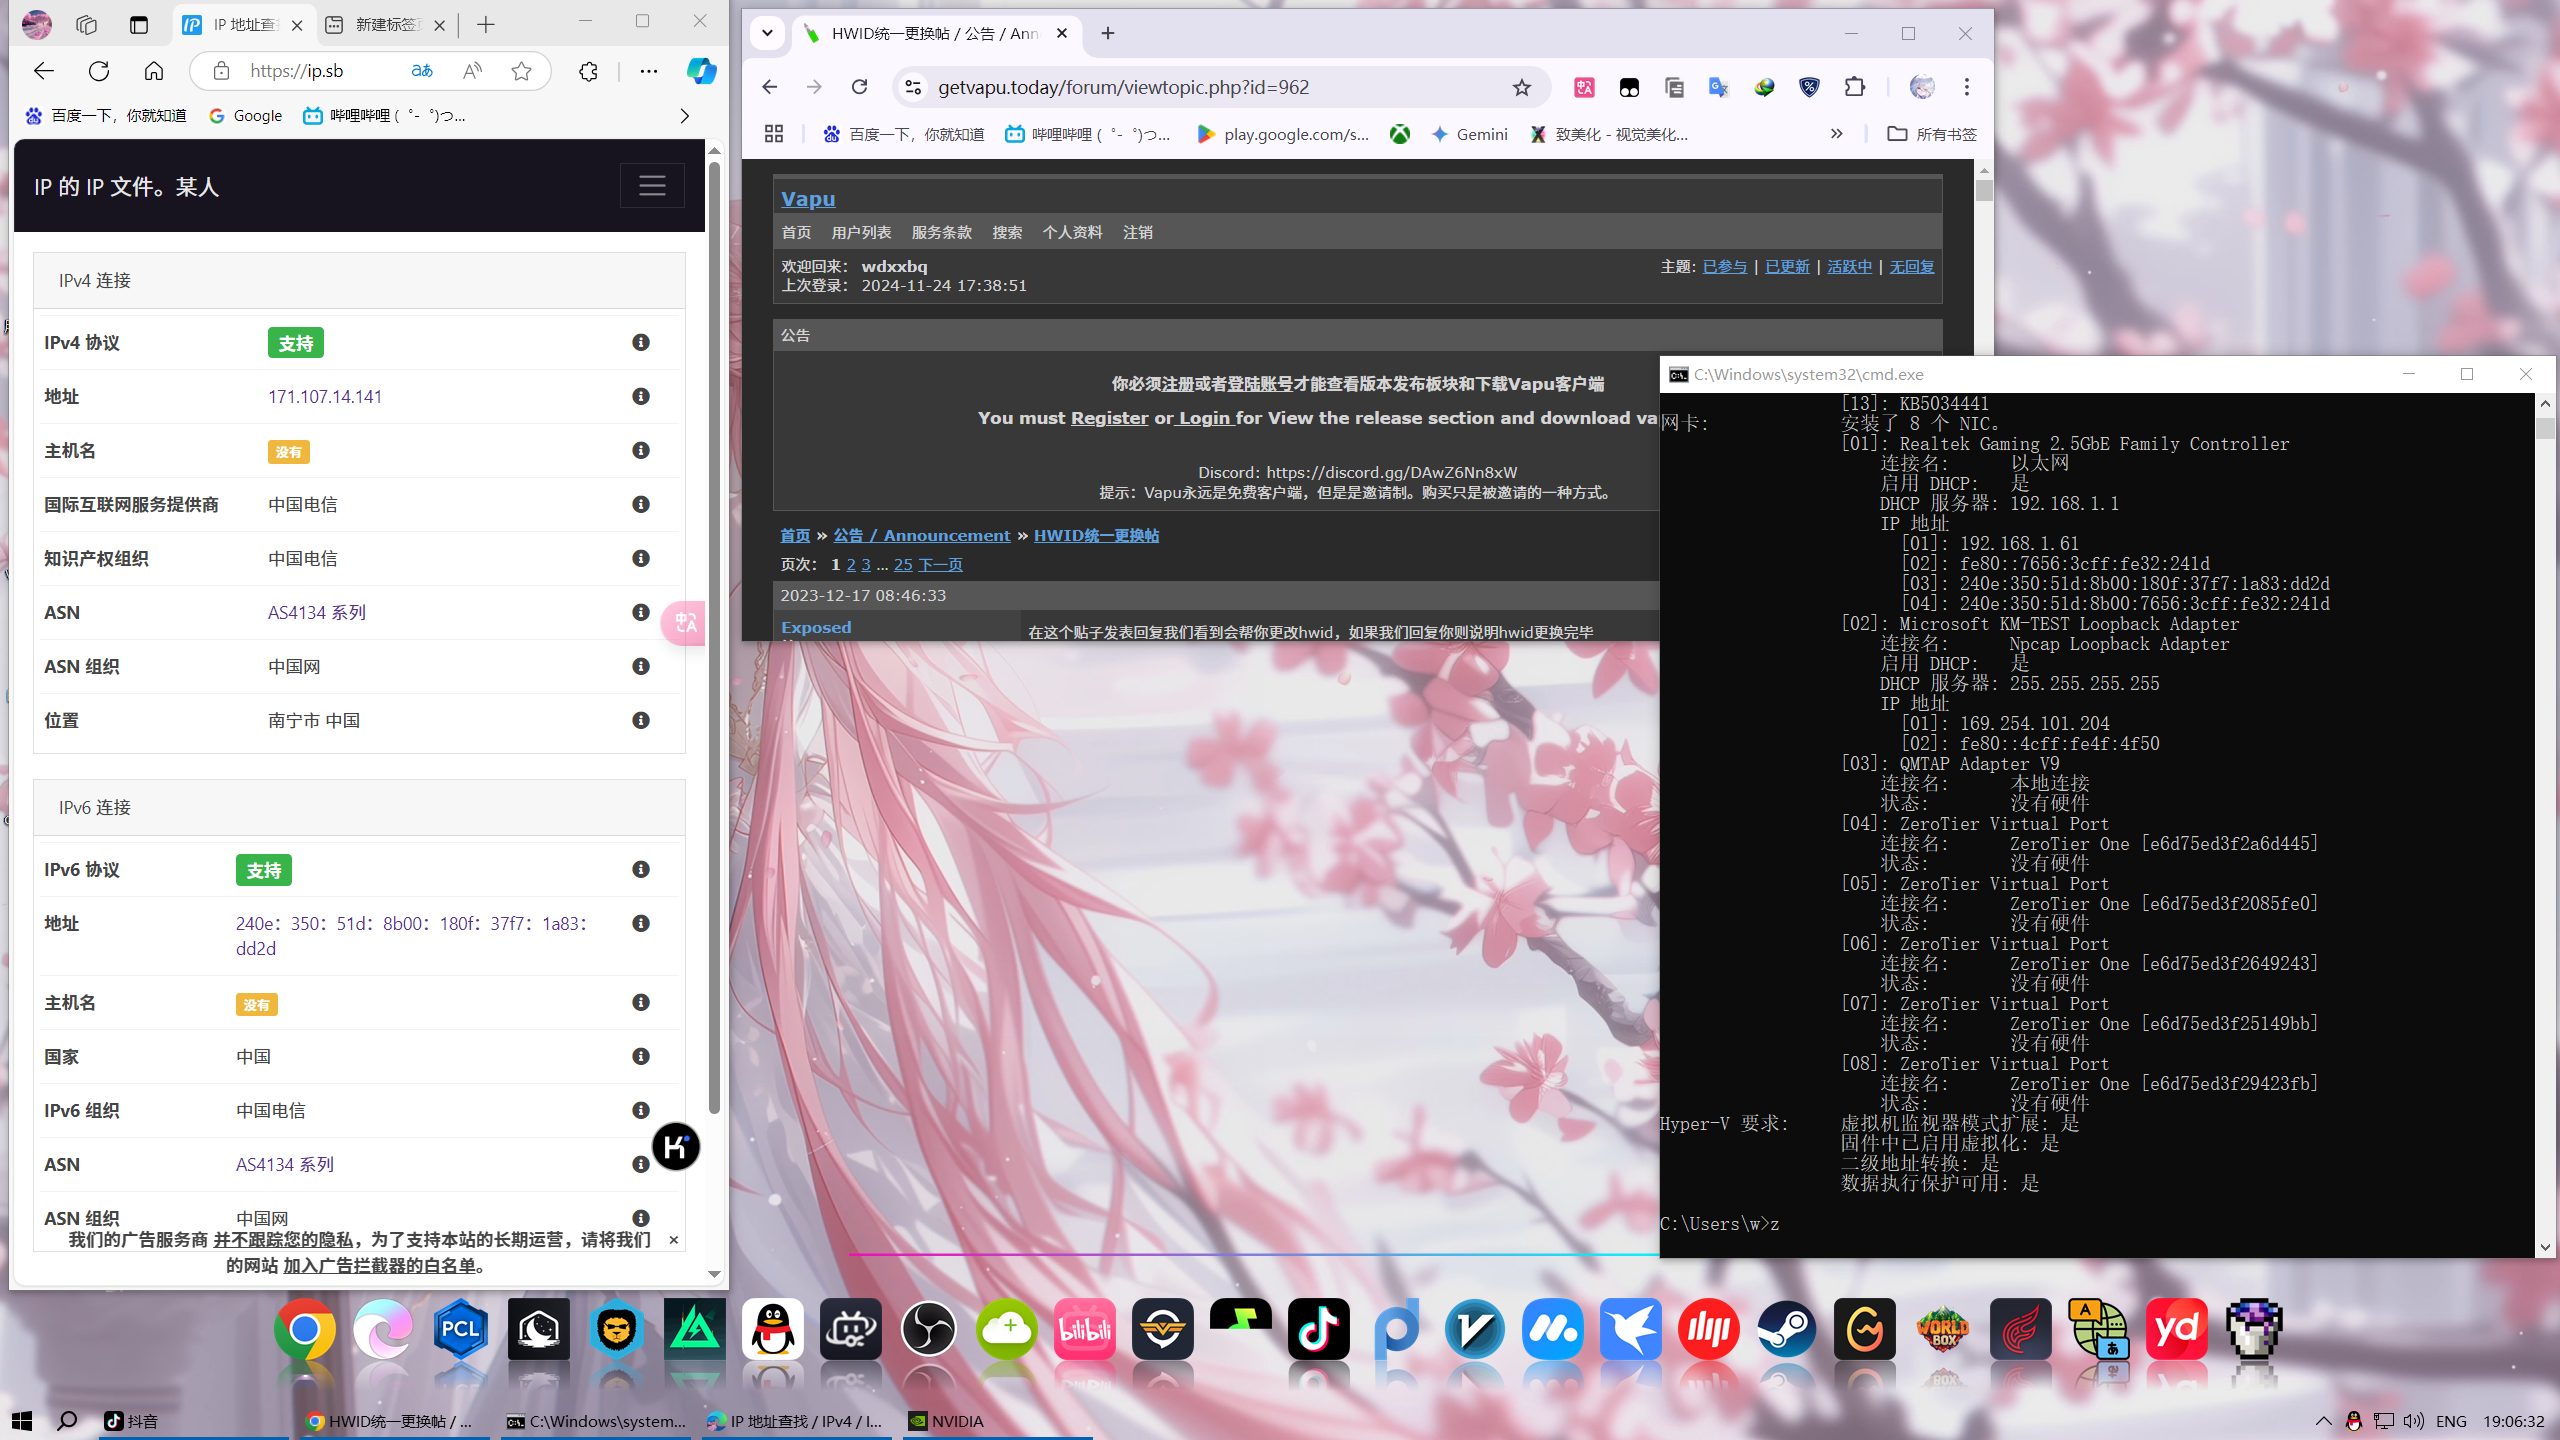 IP 地址查
新建标签页
https://ip.sb
百度一下，你就知道
Google
哔哩哔哩 (゜-゜)つ...
IP 的 IP 文件。某人
IPv4 连接
IPv4 协议
支持
地址
171.107.14.141
主机名
没有
国际互联网服务提供商
中国电信
知识产权组织
中国电信
ASN
AS4134 系列
ASN 组织
中国网
位置
南宁市 中国
IPv6 连接
IPv6 协议
支持
地址
240e：350：51d：8b00：180f：37f7：1a83：
dd2d
主机名
没有
国家
中国
IPv6 组织
中国电信
ASN
AS4134 系列
ASN 组织
中国网
我们的广告服务商 并不跟踪您的隐私，为了支持本站的长期运营，请将我们
的网站 加入广告拦截器的白名单。
HWID统一更换帖 / 公告 / Ann
getvapu.today/forum/viewtopic.php?id=962
百度一下，你就知道
哔哩哔哩 (゜-゜)つ...
play.google.com/s...
Gemini
致美化 - 视觉美化...
所有书签
Vapu
首页 用户列表 服务条款 搜索 个人资料 注销
欢迎回来： wdxxbq
主题: 已参与 | 已更新 | 活跃中 | 无回复
上次登录： 2024-11-24 17:38:51
公告
你必须注册或者登陆账号才能查看版本发布板块和下载Vapu客户端
You must Register or Login for View the release section and download va
Discord: https://discord.gg/DAwZ6Nn8xW
提示：Vapu永远是免费客户端，但是是邀请制。购买只是被邀请的一种方式。
首页 » 公告 / Announcement » HWID统一更换帖
页次： 1 2 3 ... 25 下一页
2023-12-17 08:46:33
Exposed
在这个贴子发表回复我们看到会帮你更改hwid，如果我们回复你则说明hwid更换完毕
C:\Windows\system32\cmd.exe
[13]: KB5034441
网卡: 安装了 8 个 NIC。
[01]: Realtek Gaming 2.5GbE Family Controller
连接名: 以太网
启用 DHCP: 是
DHCP 服务器: 192.168.1.1
IP 地址
[01]: 192.168.1.61
[02]: fe80::7656:3cff:fe32:241d
[03]: 240e:350:51d:8b00:180f:37f7:1a83:dd2d
[04]: 240e:350:51d:8b00:7656:3cff:fe32:241d
[02]: Microsoft KM-TEST Loopback Adapter
连接名: Npcap Loopback Adapter
启用 DHCP: 是
DHCP 服务器: 255.255.255.255
IP 地址
[01]: 169.254.101.204
[02]: fe80::4cff:fe4f:4f50
[03]: QMTAP Adapter V9
连接名: 本地连接
状态: 没有硬件
[04]: ZeroTier Virtual Port
连接名: ZeroTier One [e6d75ed3f2a6d445]
状态: 没有硬件
[05]: ZeroTier Virtual Port
连接名: ZeroTier One [e6d75ed3f2085fe0]
状态: 没有硬件
[06]: ZeroTier Virtual Port
连接名: ZeroTier One [e6d75ed3f2649243]
状态: 没有硬件
[07]: ZeroTier Virtual Port
连接名: ZeroTier One [e6d75ed3f25149bb]
状态: 没有硬件
[08]: ZeroTier Virtual Port
连接名: ZeroTier One [e6d75ed3f29423fb]
状态: 没有硬件
Hyper-V 要求: 虚拟机监视器模式扩展: 是
固件中已启用虚拟化: 是
二级地址转换: 是
数据执行保护可用: 是
C:\Users\w>z
PCL
bilibili
WORLD BOX
yd
抖音
HWID统一更换帖 / ...
C:\Windows\system...
IP 地址查找 / IPv4 / I...
NVIDIA
ENG
19:06:32